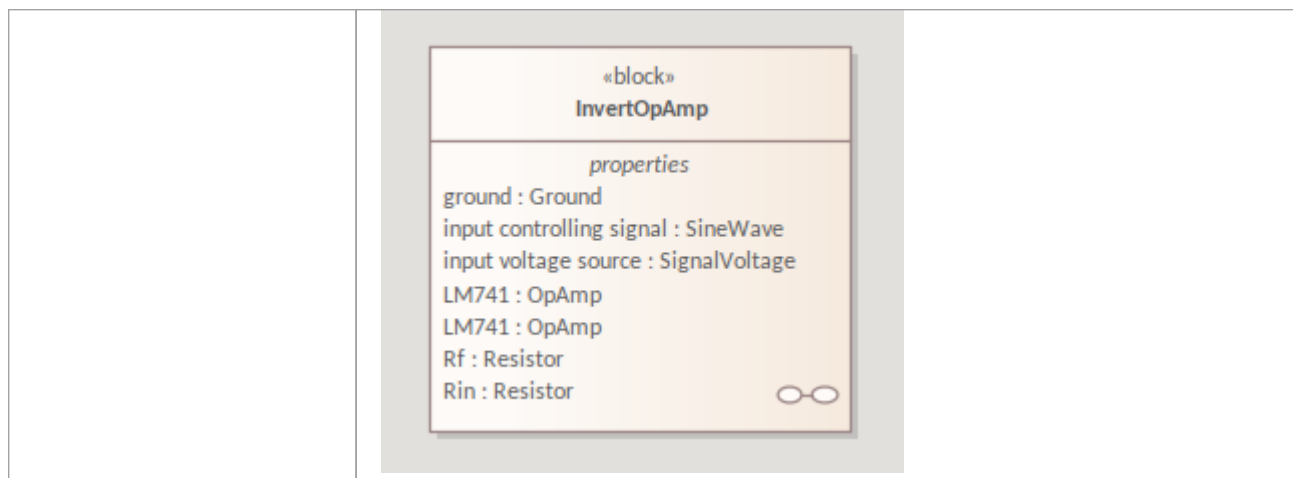 «block»
InvertOpAmp
properties
ground : Ground
input controlling signal : SineWave
input voltage source : SignalVoltage
LM741 : OpAmp
LM741 : OpAmp
Rf : Resistor
Rin : Resistor